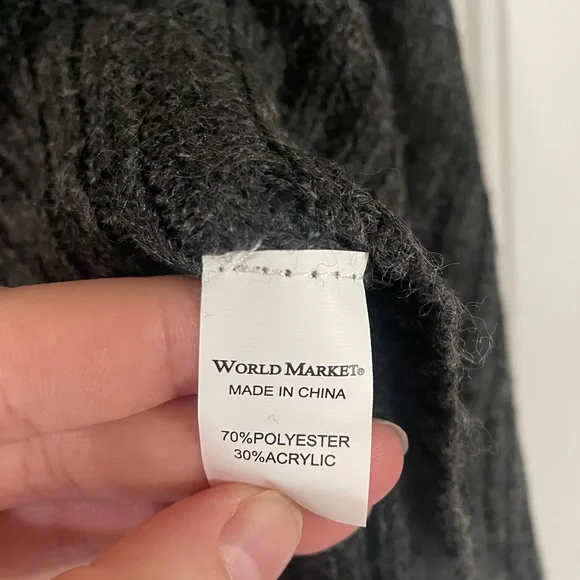 WORLD MARKET®
MADE IN CHINA
70%POLYESTER
30%ACRYLIC